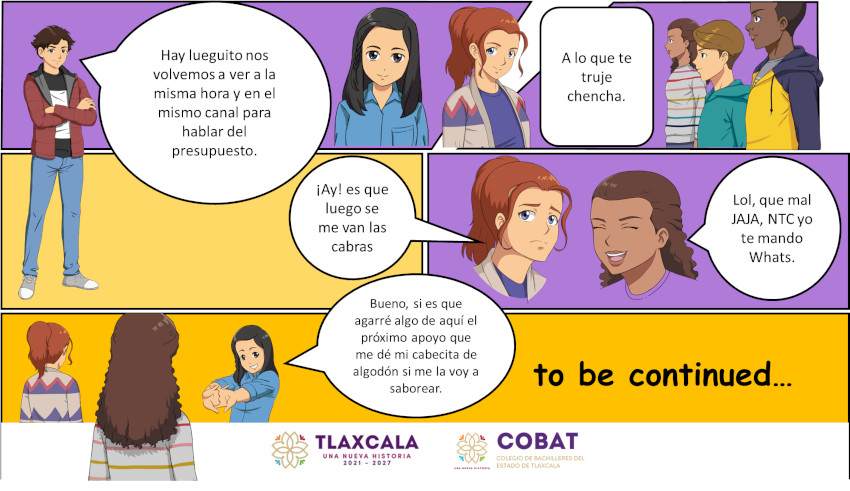 Hay lueguito nos
volvemos a ver a la
misma hora y en el
mismo canal para
hablar del
presupuesto.
A lo que te
truje
chencha.
¡Ay! es que
luego se
me van las
cabras
Lol, que mal
JAJA, NTC yo
te mando
Whats.
Bueno, si es que
agarré algo de aquí el
próximo apoyo que
me dé mi cabecita de
algodón si me la voy a
saborear.
to be continued...
TLAXCALA
UNA NUEVA HISTORIA
2021 - 2027
UNA NUEVA HISTORIA
COBAT
COLEGIO DE BACHILLERES DEL
ESTADO DE TLAXCALA